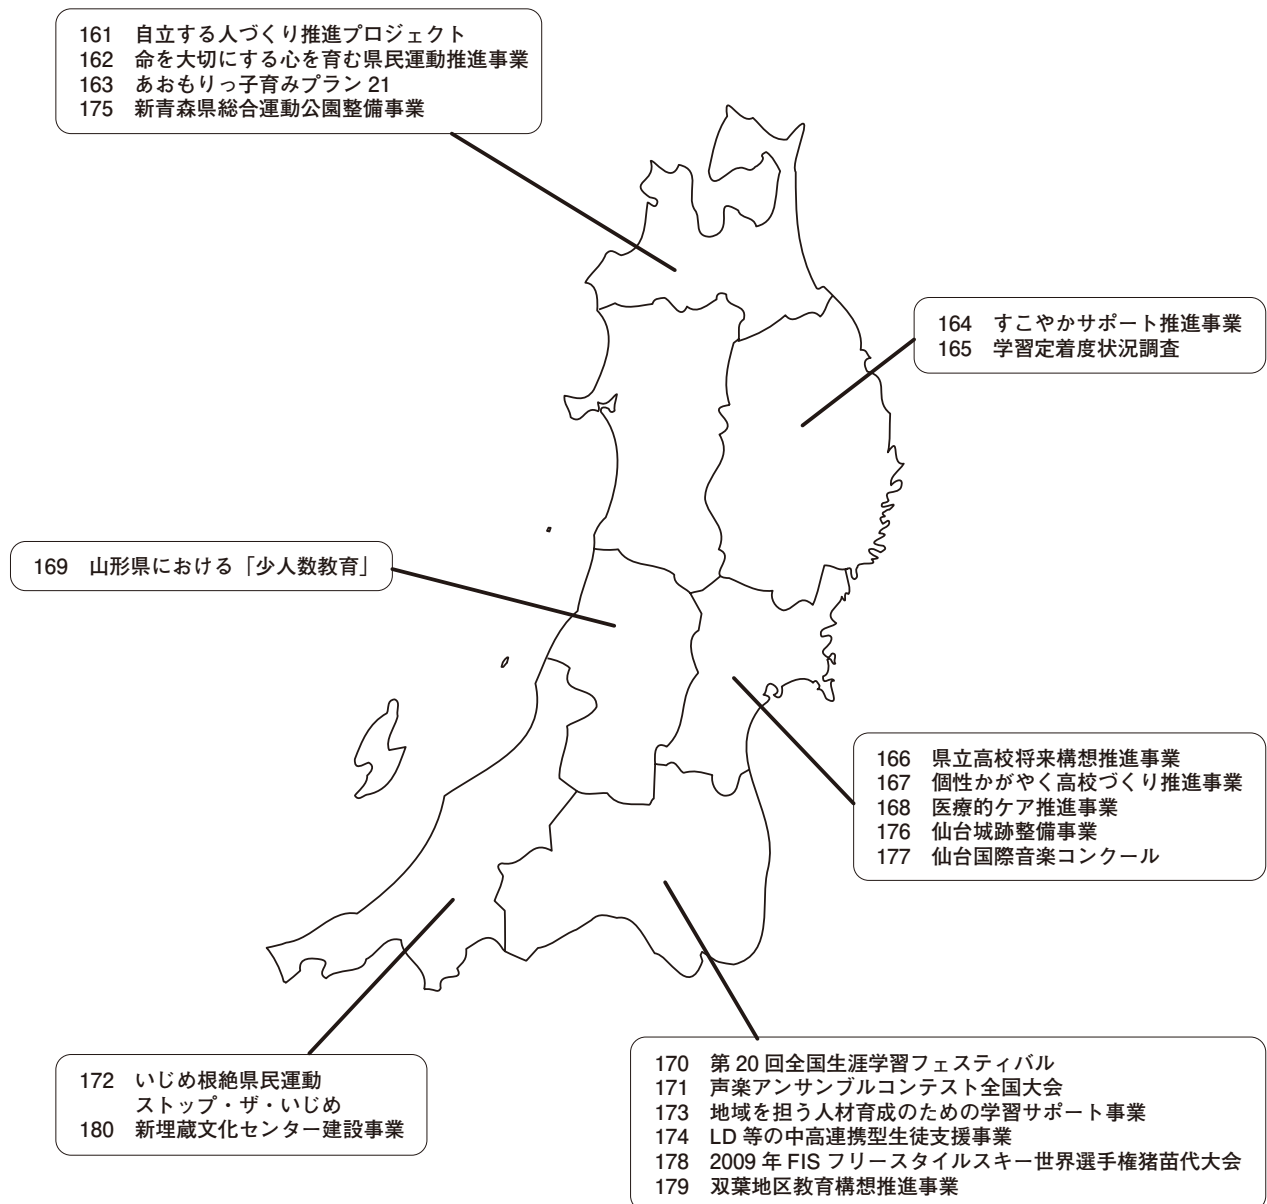 161 自立する人づくり推進プロジェクト
162 命を大切にする心を育む県民運動推進事業
163 あおもりっ子育みプラン 21
175 新青森県総合運動公園整備事業
164 すこやかサポート推進事業
165 学習定着度状況調査
169 山形県における「少人数教育」
166 県立高校将来構想推進事業
167 個性かがやく高校づくり推進事業
168 医療的ケア推進事業
176 仙台城跡整備事業
177 仙台国際音楽コンクール
172 いじめ根絶県民運動
ストップ・ザ・いじめ
180 新埋蔵文化センター建設事業
170 第 20 回全国生涯学習フェスティバル
171 声楽アンサンブルコンテスト全国大会
173 地域を担う人材育成のための学習サポート事業
174 LD 等の中高連携型生徒支援事業
178 2009 年 FIS フリースタイルスキー世界選手権猪苗代大会
179 双葉地区教育構想推進事業